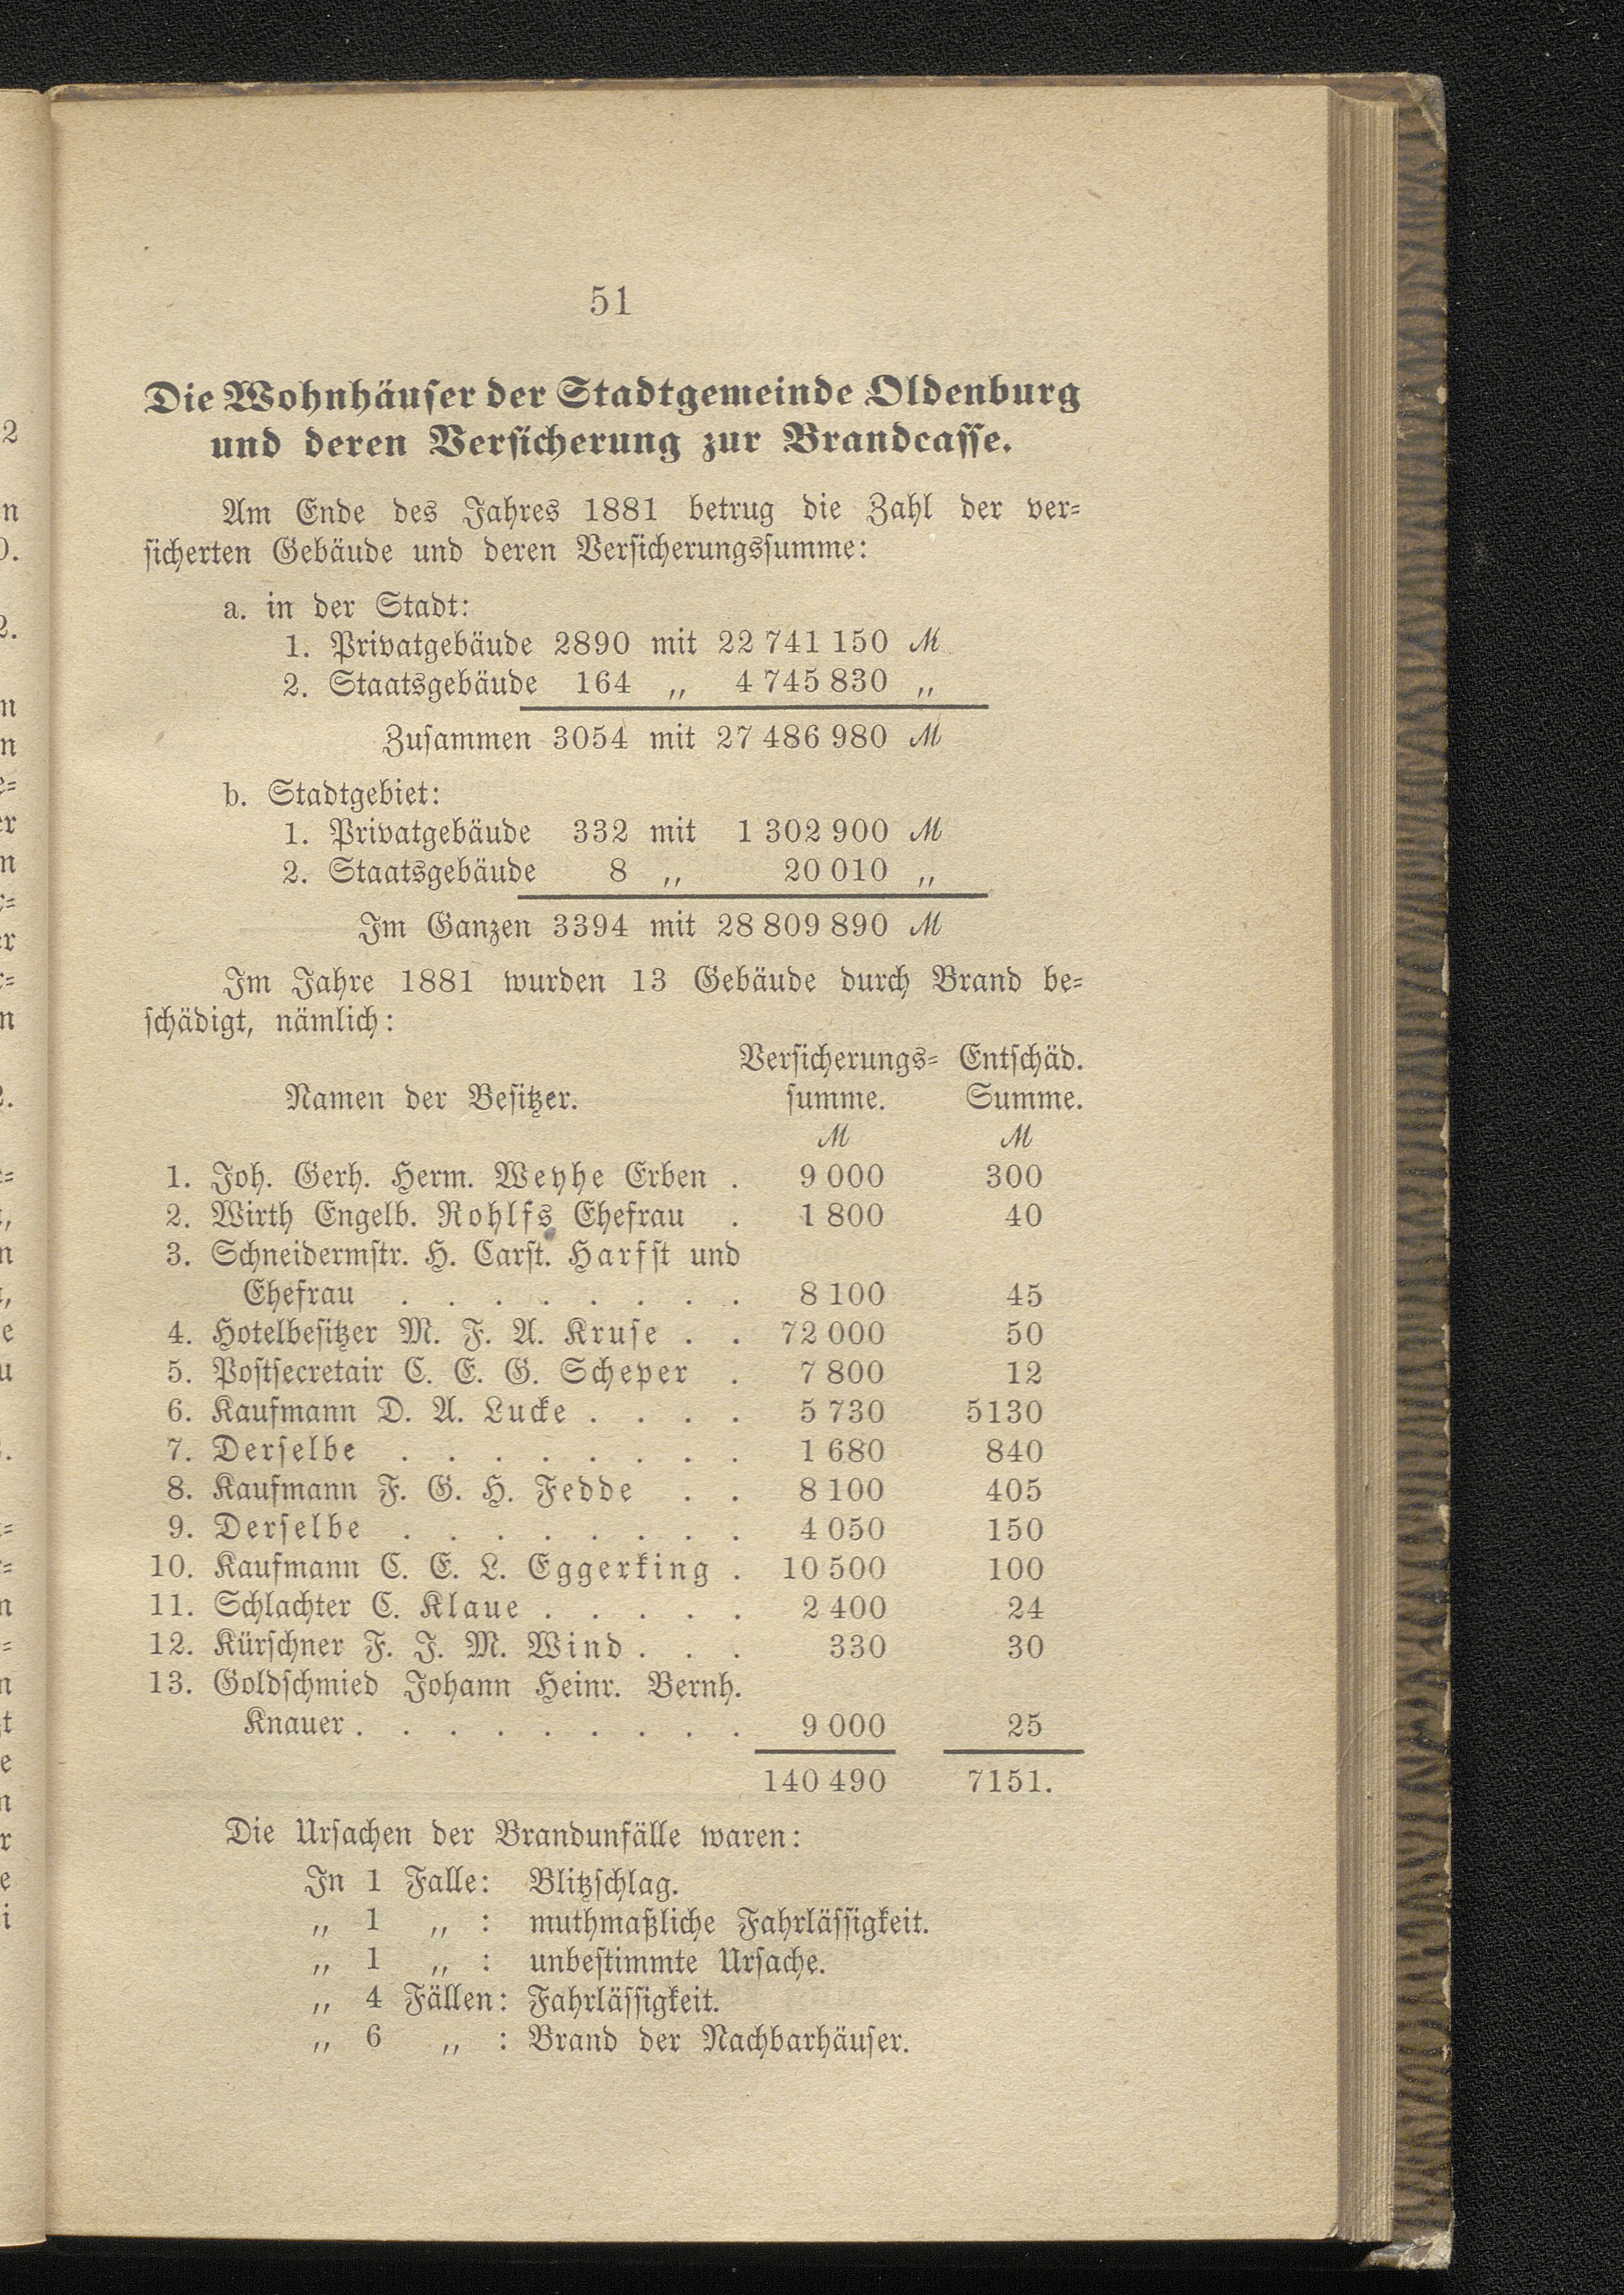 51
Die Wohnhäuser der Stadtgemeinde Oldenburg
und deren Versicherung zur Brandcasse.
Am Ende des Jahres 1881 betrug die Zahl der ver-
sicherten Gebäude und deren Versicherungssumme:
a. in der Stadt:
1. Privatgebäude 2890 mit 22 741 150 M
2. Staatsgebäude 164 „ 4 745 830 „
Zusammen 3054 mit 27 486 980 M
b. Stadtgebiet:
1. Privatgebäude 332 mit 1 302 900 M
2. Staatsgebäude 8 „ 20 010 „
Im Ganzen 3394 mit 28 809 890 M
Im Jahre 1881 wurden 13 Gebäude durch Brand be-
schädigt, nämlich:
Versicherungs- Entschäd.
Namen der Besitzer. summe. Summe.
M M
1. Joh. Gerh. Herm. Weyhe Erben . 9 000 300
2. Wirth Engelb. Rohlfs Ehefrau . 1 800 40
3. Schneidermstr. H. Carst. Harfst und
Ehefrau . . . . . . . . 8 100 45
4. Hotelbesitzer M. F. A. Kruse . . 72 000 50
5. Postsecretair C. E. G. Scheper . 7 800 12
6. Kaufmann D. A. Lucke . . . . 5 730 5130
7. Derselbe . . . . . . . . 1 680 840
8. Kaufmann F. G. H. Fedde . . 8 100 405
9. Derselbe . . . . . . . . 4 050 150
10. Kaufmann C. E. L. Eggerking . 10 500 100
11. Schlachter C. Klaue . . . . . 2 400 24
12. Kürschner F. J. M. Wind . . . 330 30
13. Goldschmied Johann Heinr. Bernh.
Knauer . . . . . . . . . 9 000 25
140 490 7151.
Die Ursachen der Brandunfälle waren:
In 1 Falle: Blitzschlag.
„ 1 „ : muthmaßliche Fahrlässigkeit.
„ 1 „ : unbestimmte Ursache.
„ 4 Fällen: Fahrlässigkeit.
„ 6 „ : Brand der Nachbarhäuser.